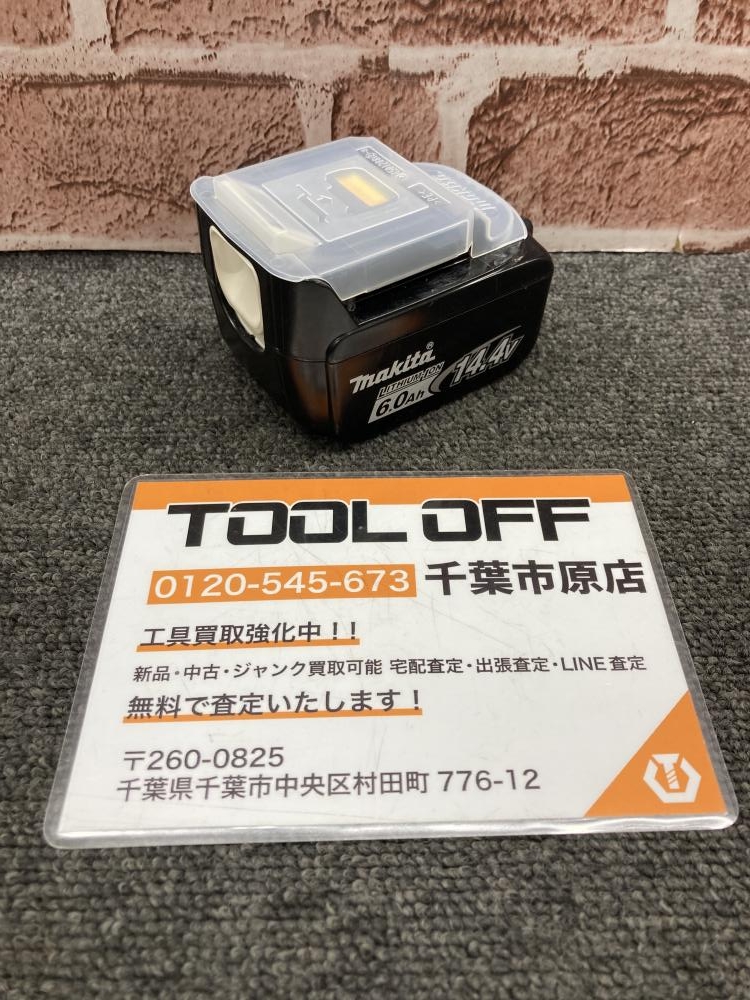 makita
LITHIUM-ION
6.0Ah
14.4V
TOOL OFF
0120-545-673 千葉市原店
工具買取強化中!!
新品・中古・ジャンク買取可能 宅配査定・出張査定・LINE査定
無料で査定いたします!
〒260-0825
千葉県千葉市中央区村田町 776-12